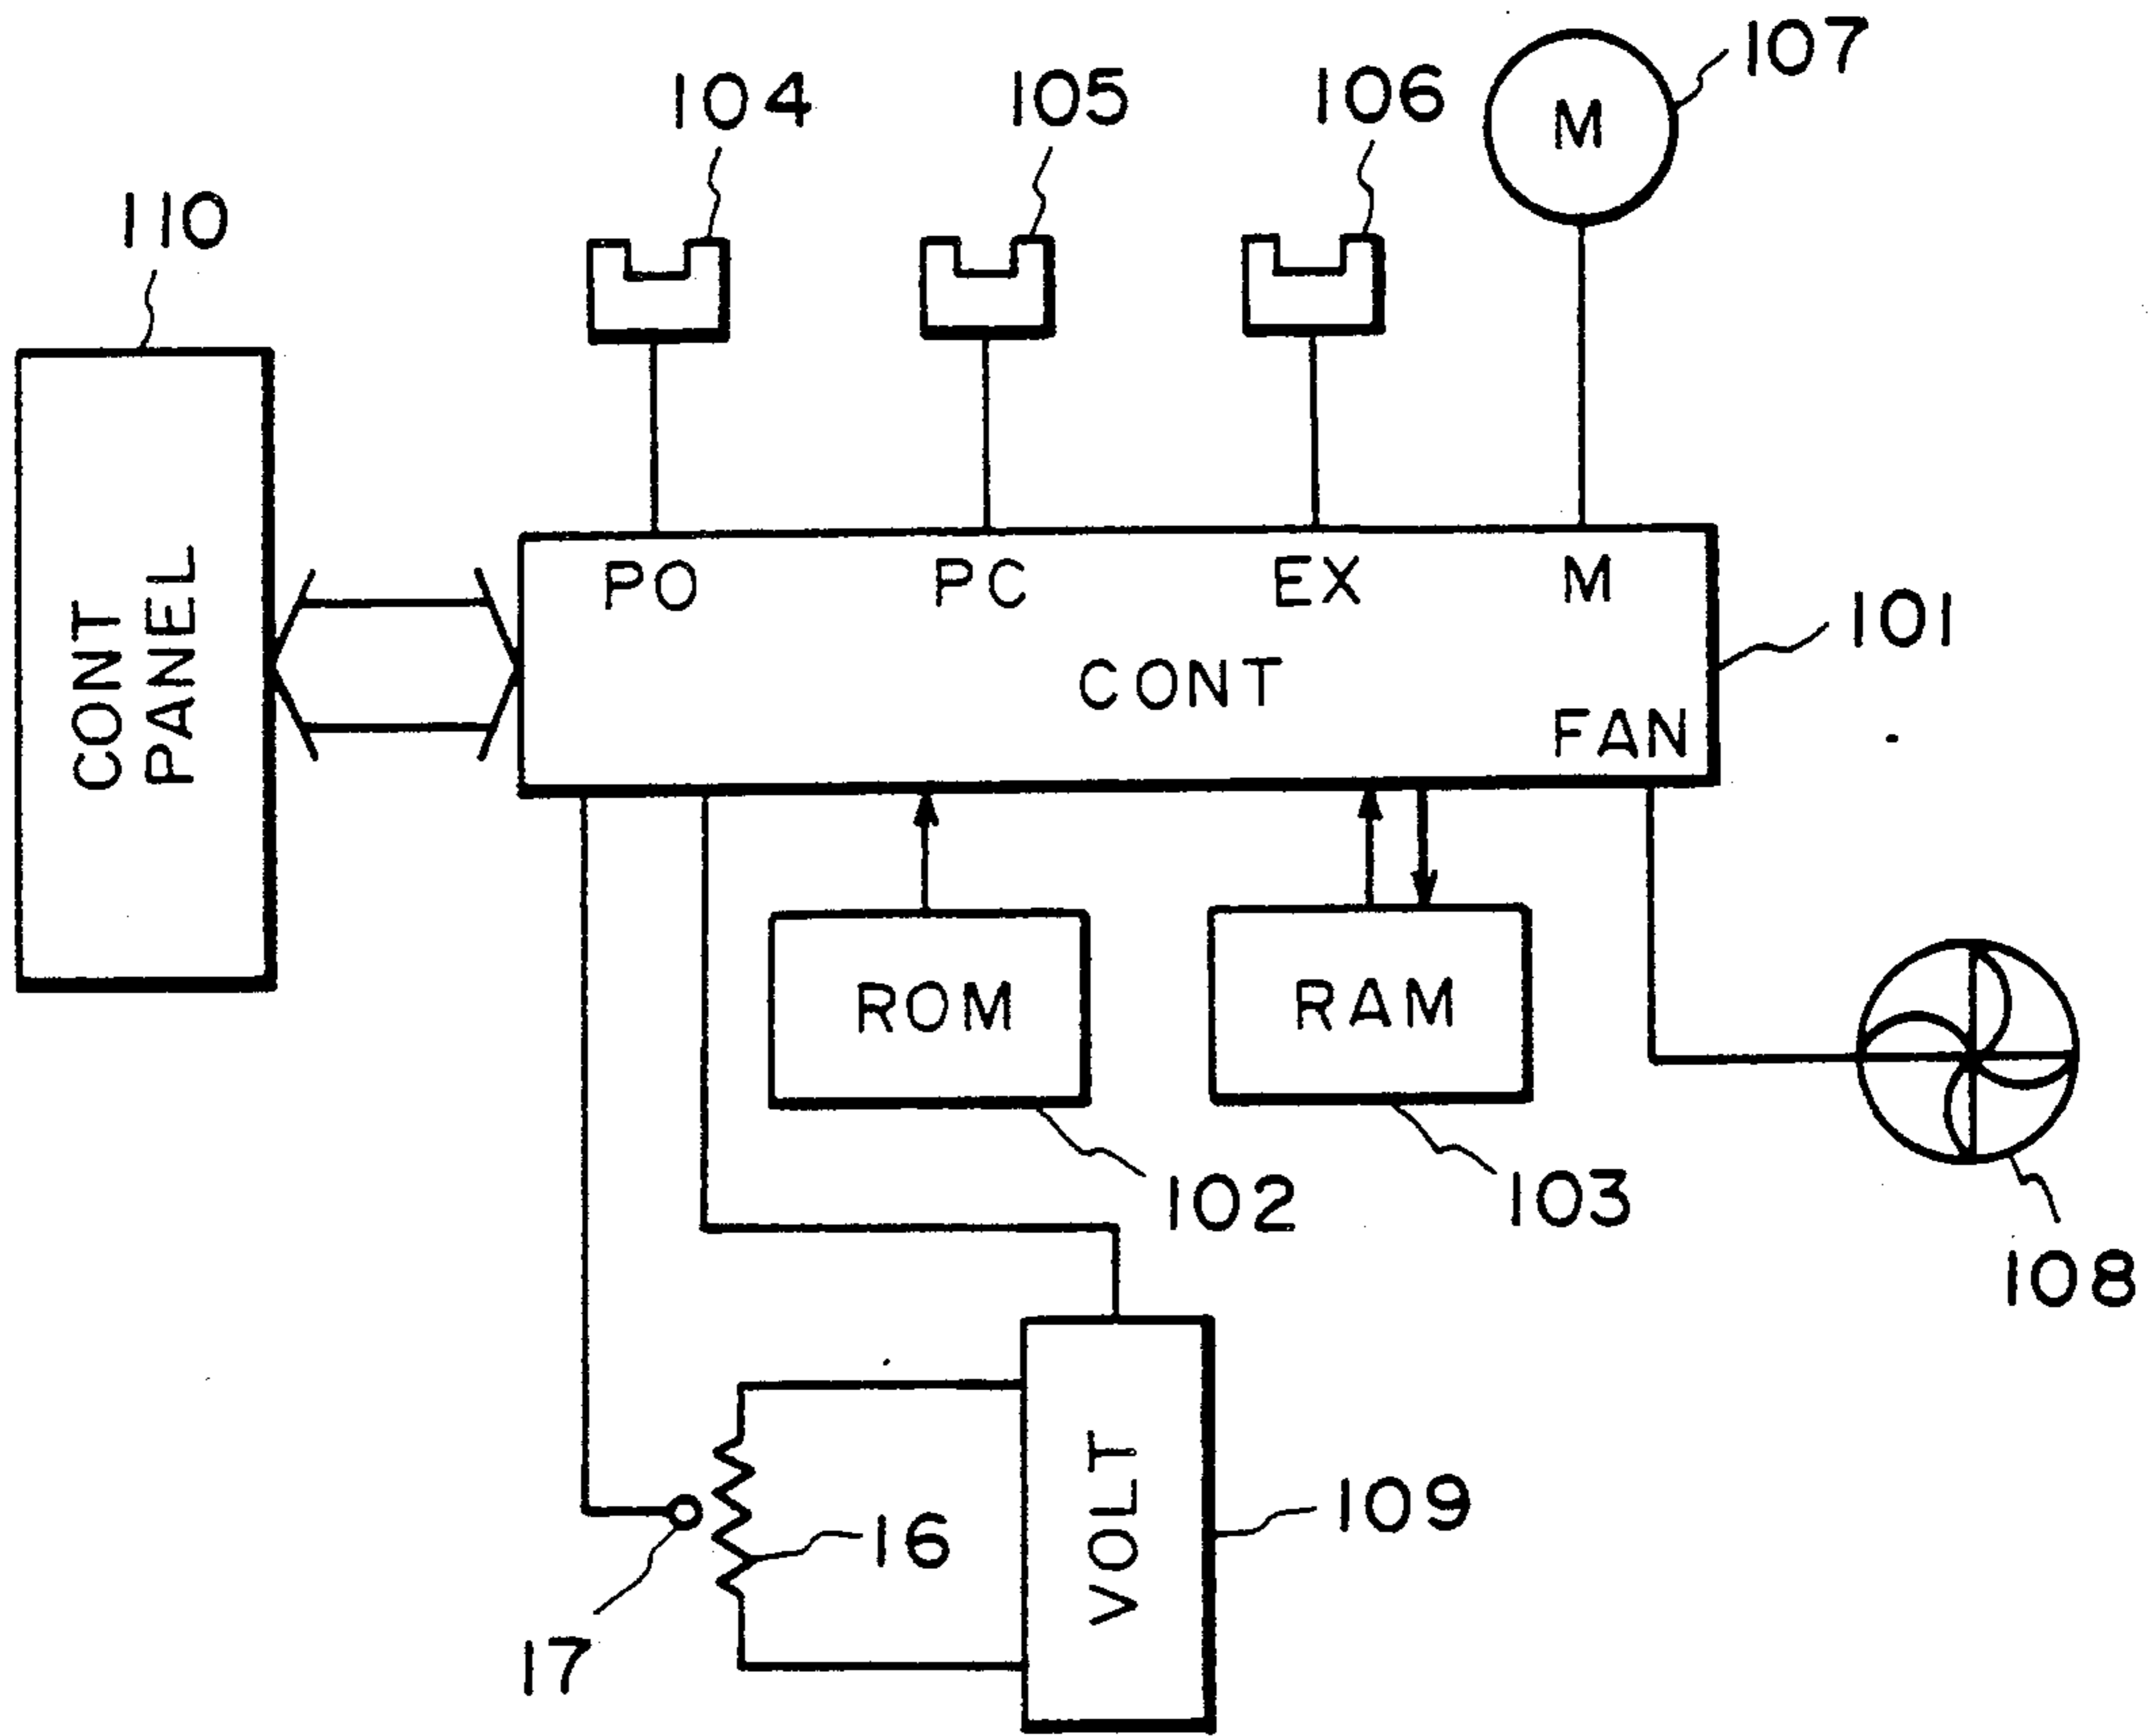 107
104
105
106
M
110
PO
PC
EX
M
101
CONT
PANEL
CONT
FAN
ROM
RAM
102
103
108
VOLT
109
16
17